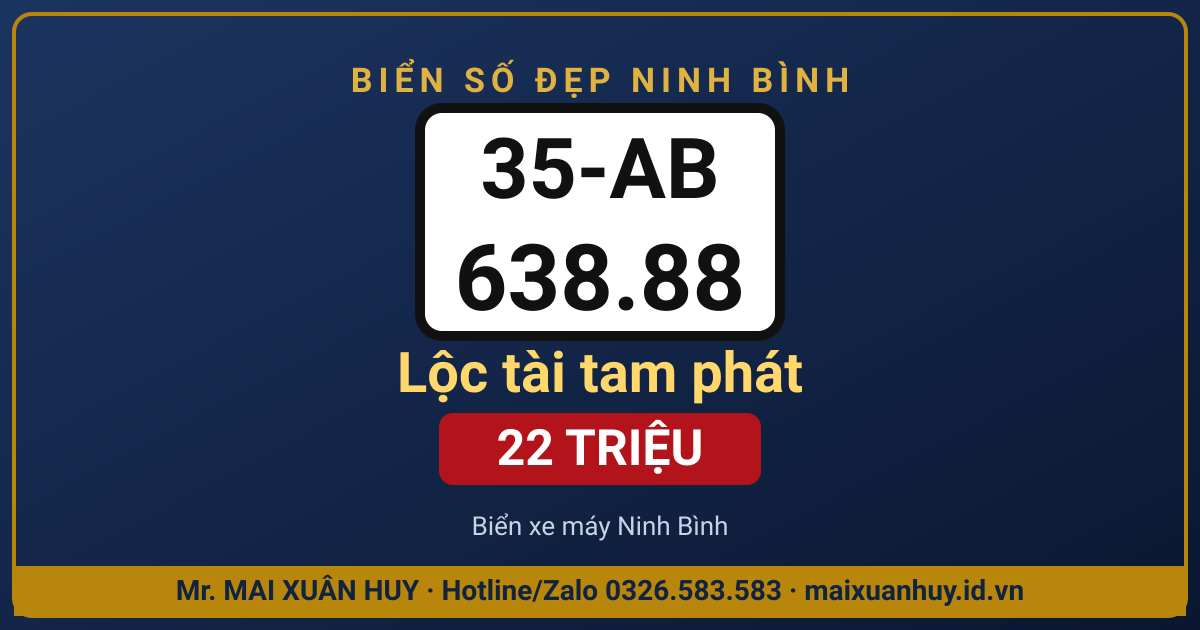 BIỂN SỐ ĐẸP NINH BÌNH
35-AB
638.88
Lộc tài tam phát
22 TRIỆU
Biển xe máy Ninh Bình
Mr. MAI XUÂN HUY · Hotline/Zalo 0326.583.583 · maixuanhuy.id.vn